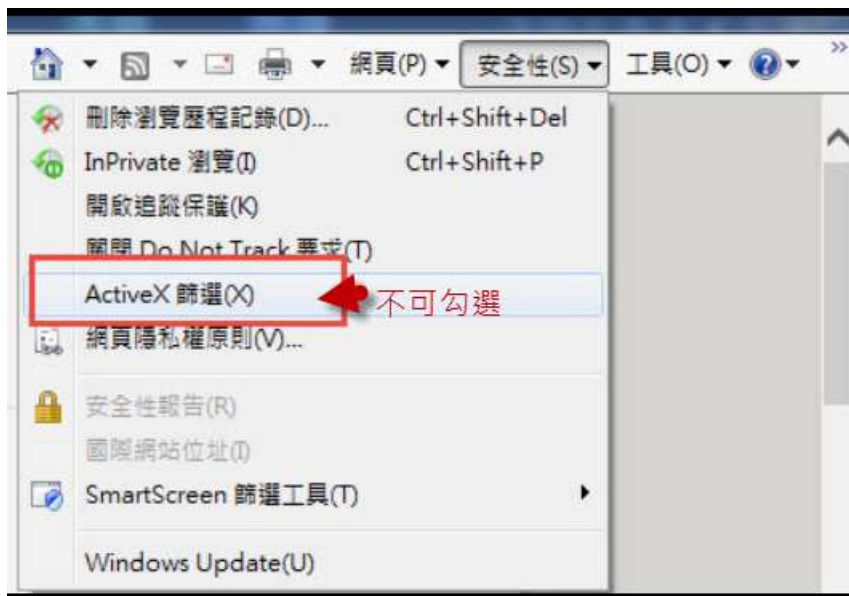 網頁(P) 安全性(S) 工具(O)
刪除瀏覽歷程記錄(D)... Ctrl+Shift+Del
InPrivate 瀏覽(I) Ctrl+Shift+P
開啟追蹤保護(K)
關閉 Do Not Track 要求(T)
ActiveX 篩選(X) 不可勾選
網頁隱私權原則(V)...
安全性報告(R)
國際網站位址(I)
SmartScreen 篩選工具(T)
Windows Update(U)